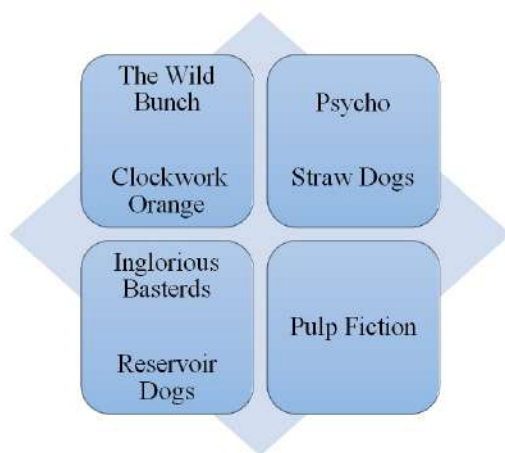 The Wild
Bunch
Clockwork
Orange
Psycho
Straw Dogs
Inglorious
Basterds
Reservoir
Dogs
Pulp Fiction